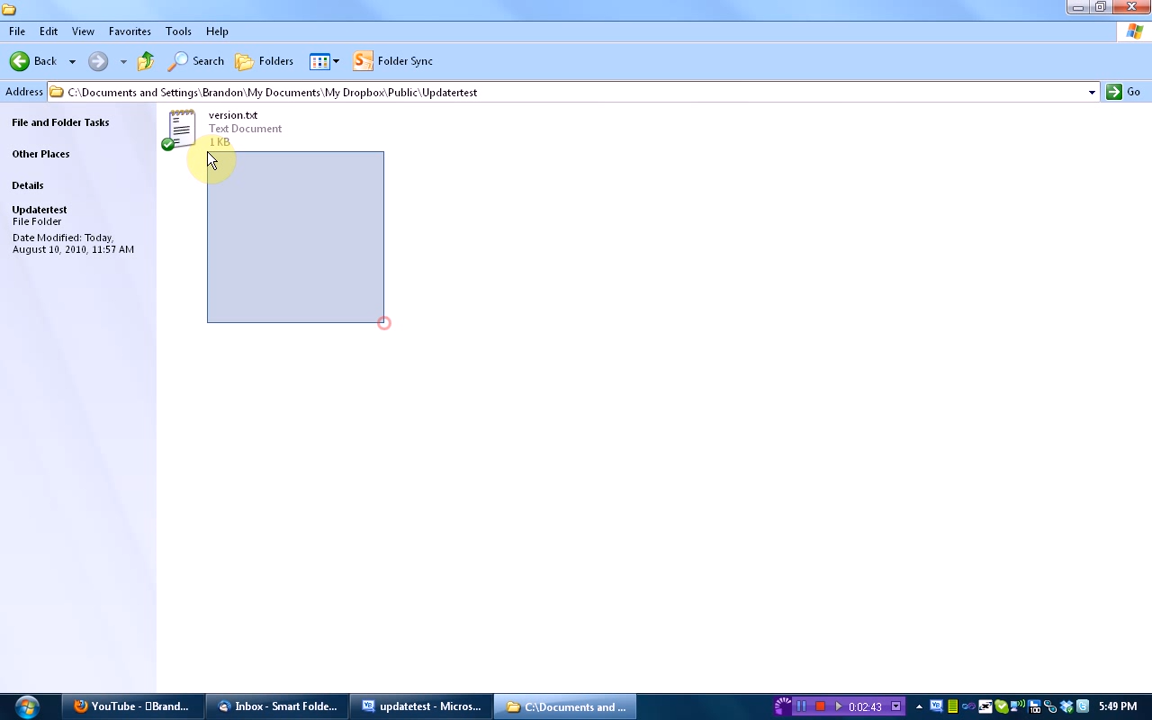 File Edit View Favorites Tools Help
Back Search Folders Folder Sync
Address C:\Documents and Settings\Brandon\My Documents\My Dropbox\Public\Updatertest Go
File and Folder Tasks
Other Places
Details
Updatertest
File Folder
Date Modified: Today,
August 10, 2010, 11:57 AM
version.txt
Text Document
1 KB
YouTube - Brand... Inbox - Smart Folde... updatetest - Micros... C:\Documents and ... 0:02:43 5:49 PM